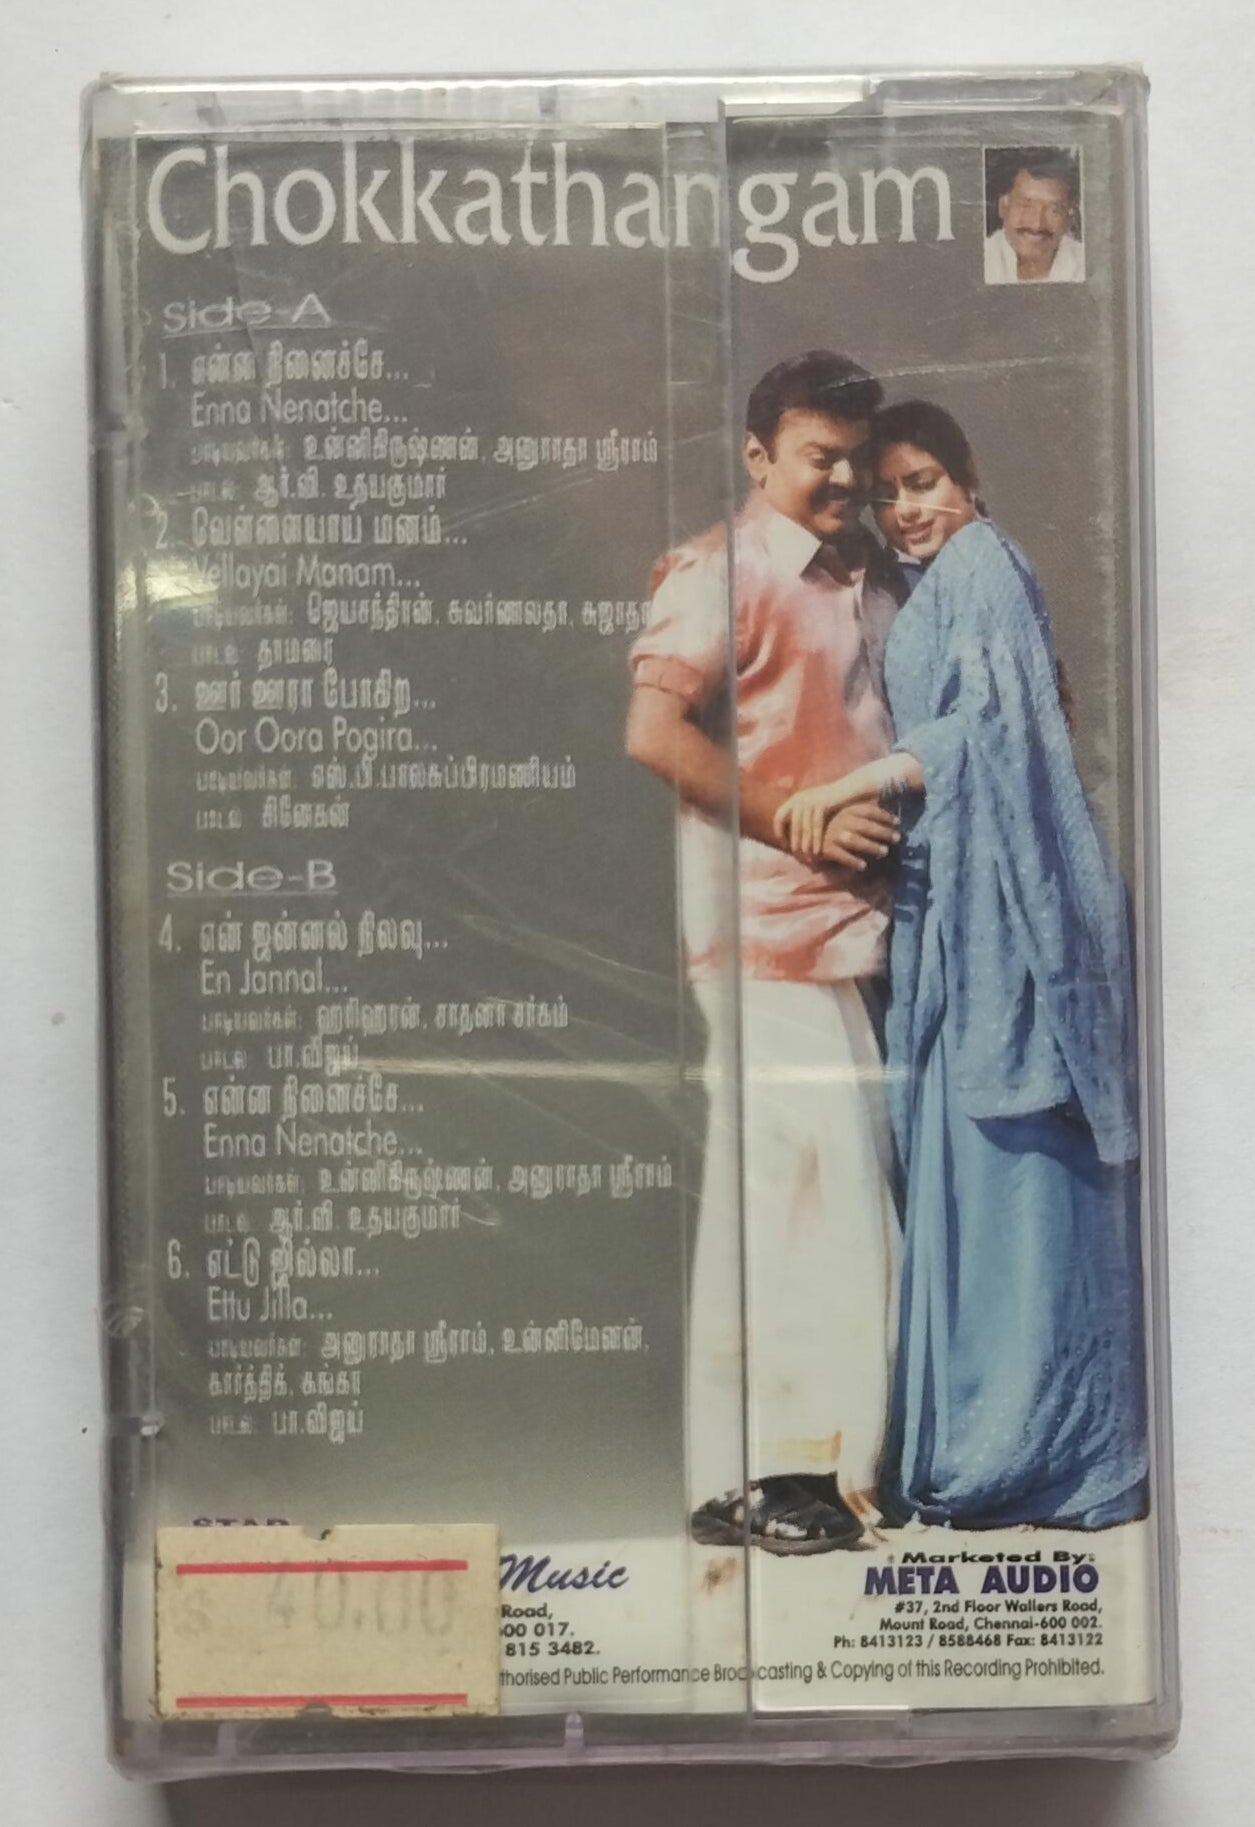 Chokkathangam
Side-A
1. என்ன நினைச்சே...
Enna Nenatche...
பாடியவர்கள்: உன்னிகிருஷ்ணன், அனுராதா ஸ்ரீராம்
பாடல்: ஆர்.வி. உதயகுமார்
2. வெள்ளையாய் மனம்...
Vellayai Manam...
பாடியவர்கள்: ஜெயசந்திரன், சுவர்ணலதா, சுஜாதா
பாடல்: தாமரை
3. ஊர் ஊரா போகிற...
Oor Oora Pogira...
பாடியவர்கள்: எஸ்.பி.பாலசுப்பிரமணியம்
பாடல்: சினேகன்
Side-B
4. என் ஜன்னல் நிலவு...
En Jannal...
பாடியவர்கள்: ஹரிஹரன், சாதனா சர்கம்
பாடல்: பா.விஜய்
5. என்ன நினைச்சே...
Enna Nenatche...
பாடியவர்கள்: உன்னிகிருஷ்ணன், அனுராதா ஸ்ரீராம்
பாடல்: ஆர்.வி. உதயகுமார்
6. எட்டு ஜில்லா...
Ettu Jilla...
பாடியவர்கள்: அனுராதா ஸ்ரீராம், உன்னிமேனன்,
கார்த்திக், கங்கா
பாடல்: பா.விஜய்
STAR
Music
Road,
00 017.
815 3482.
40.00
Marketed By:
META AUDIO
#37, 2nd Floor Wallers Road,
Mount Road, Chennai-600 002.
Ph: 8413123 / 8588468 Fax: 8413122
thorised Public Performance Broadcasting & Copying of this Recording Prohibited.